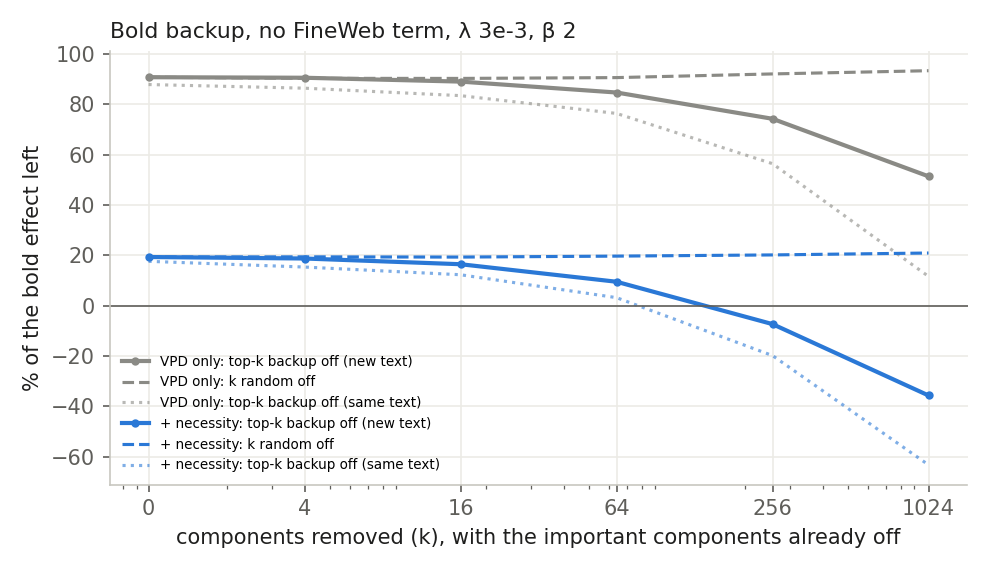 Bold backup, no FineWeb term, λ 3e-3, β 2
% of the bold effect left
100
80
60
40
20
0
−20
−40
−60
VPD only: top-k backup off (new text)
VPD only: k random off
VPD only: top-k backup off (same text)
+ necessity: top-k backup off (new text)
+ necessity: k random off
+ necessity: top-k backup off (same text)
0 4 16 64 256 1024
components removed (k), with the important components already off